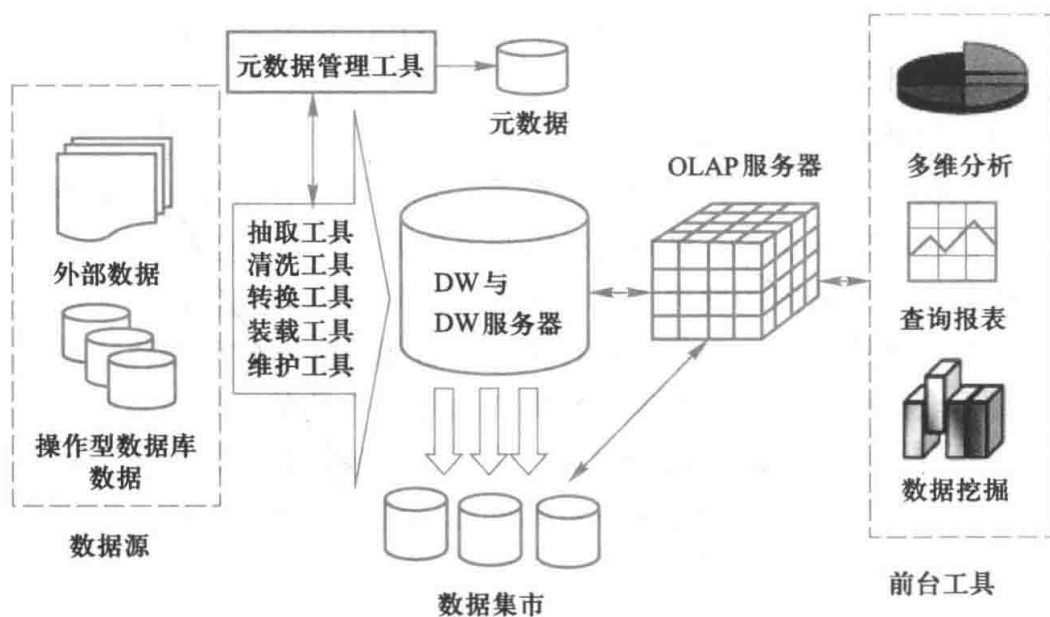 元数据管理工具
元数据
外部数据
操作型数据库
数据
数据源
抽取工具
清洗工具
转换工具
装载工具
维护工具
DW与
DW服务器
数据集市
OLAP服务器
多维分析
查询报表
数据挖掘
前台工具